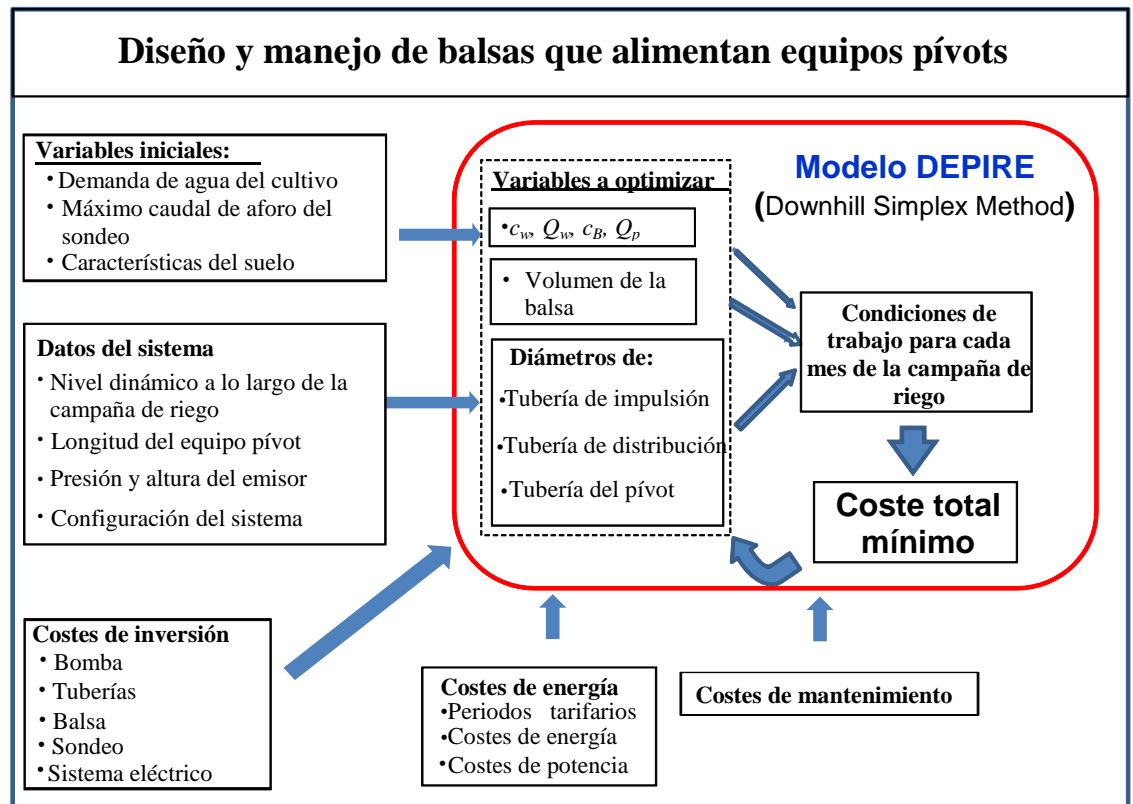 Diseño y manejo de balsas que alimentan equipos pívots
Variables iniciales:
• Demanda de agua del cultivo
• Máximo caudal de aforo del
sondeo
• Características del suelo
Datos del sistema
• Nivel dinámico a lo largo de la
campaña de riego
• Longitud del equipo pívot
• Presión y altura del emisor
• Configuración del sistema
Costes de inversión
• Bomba
• Tuberías
• Balsa
• Sondeo
• Sistema eléctrico
Variables a optimizar
•c_w, Q_w, c_B, Q_p
• Volumen de la
balsa
Diámetros de:
•Tubería de impulsión
•Tubería de distribución
•Tubería del pívot
Modelo DEPIRE
(Downhill Simplex Method)
Condiciones de
trabajo para cada
mes de la campaña de
riego
Coste total
mínimo
Costes de energía
•Periodos tarifarios
•Costes de energía
•Costes de potencia
Costes de mantenimiento